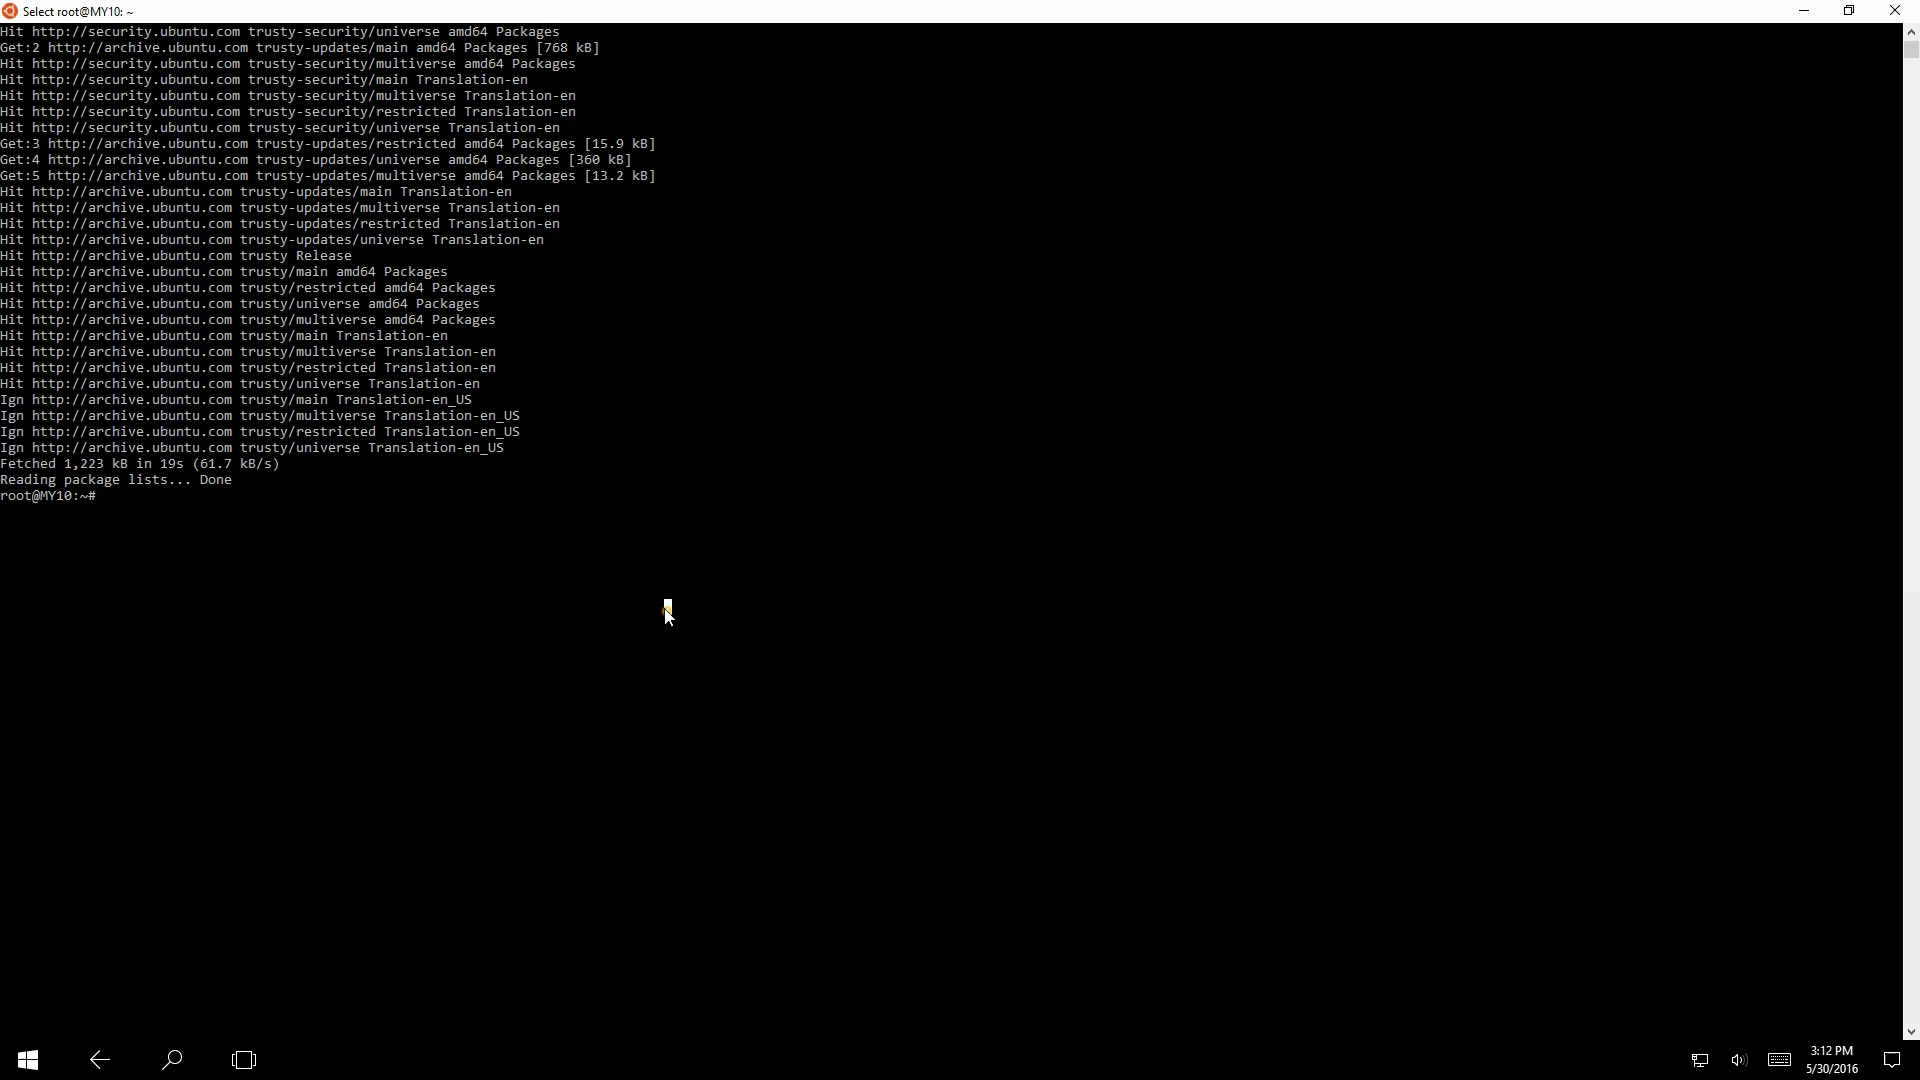 Select root@MY10: ~
Hit http://security.ubuntu.com trusty-security/universe amd64 Packages
Get:2 http://archive.ubuntu.com trusty-updates/main amd64 Packages [768 kB]
Hit http://security.ubuntu.com trusty-security/multiverse amd64 Packages
Hit http://security.ubuntu.com trusty-security/main Translation-en
Hit http://security.ubuntu.com trusty-security/multiverse Translation-en
Hit http://security.ubuntu.com trusty-security/restricted Translation-en
Hit http://security.ubuntu.com trusty-security/universe Translation-en
Get:3 http://archive.ubuntu.com trusty-updates/restricted amd64 Packages [15.9 kB]
Get:4 http://archive.ubuntu.com trusty-updates/universe amd64 Packages [360 kB]
Get:5 http://archive.ubuntu.com trusty-updates/multiverse amd64 Packages [13.2 kB]
Hit http://archive.ubuntu.com trusty-updates/main Translation-en
Hit http://archive.ubuntu.com trusty-updates/multiverse Translation-en
Hit http://archive.ubuntu.com trusty-updates/restricted Translation-en
Hit http://archive.ubuntu.com trusty-updates/universe Translation-en
Hit http://archive.ubuntu.com trusty Release
Hit http://archive.ubuntu.com trusty/main amd64 Packages
Hit http://archive.ubuntu.com trusty/restricted amd64 Packages
Hit http://archive.ubuntu.com trusty/universe amd64 Packages
Hit http://archive.ubuntu.com trusty/multiverse amd64 Packages
Hit http://archive.ubuntu.com trusty/main Translation-en
Hit http://archive.ubuntu.com trusty/multiverse Translation-en
Hit http://archive.ubuntu.com trusty/restricted Translation-en
Hit http://archive.ubuntu.com trusty/universe Translation-en
Ign http://archive.ubuntu.com trusty/main Translation-en_US
Ign http://archive.ubuntu.com trusty/multiverse Translation-en_US
Ign http://archive.ubuntu.com trusty/restricted Translation-en_US
Ign http://archive.ubuntu.com trusty/universe Translation-en_US
Fetched 1,223 kB in 19s (61.7 kB/s)
Reading package lists... Done
root@MY10:~#
3:12 PM
5/30/2016